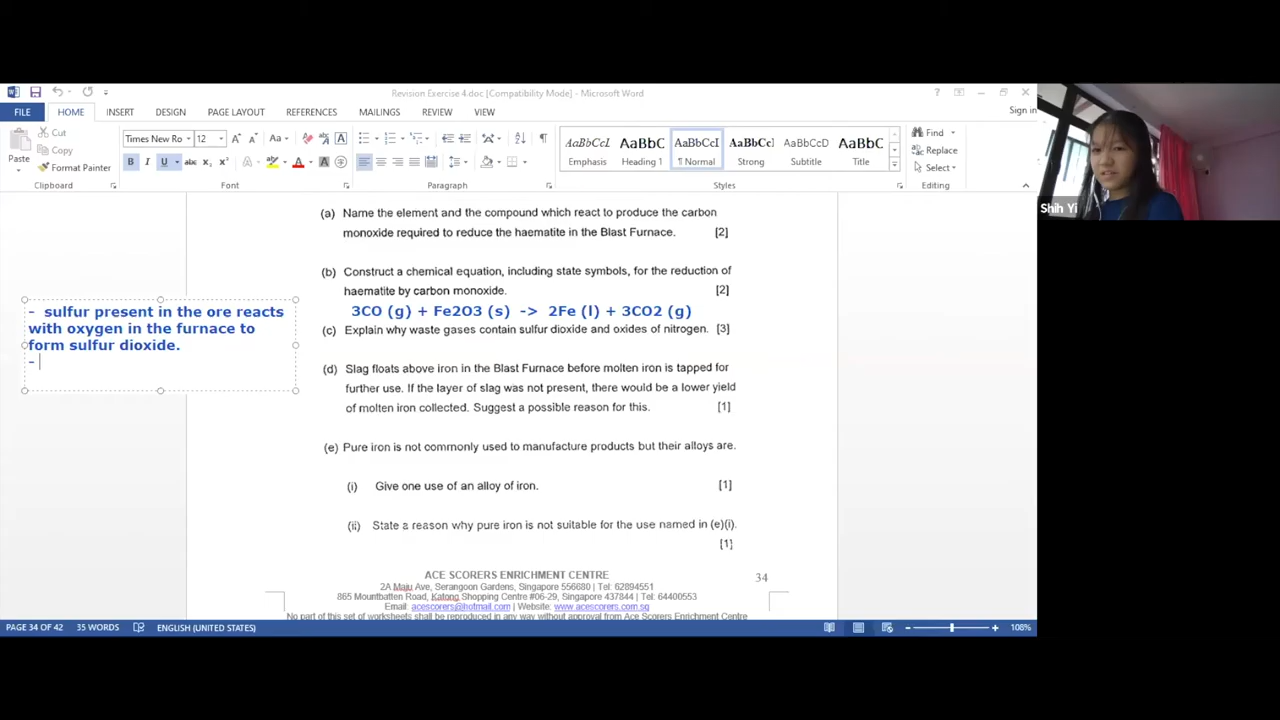 Revision Exercise 4.doc [Compatibility Mode] - Microsoft Word
Sign in
FILE HOME INSERT DESIGN PAGE LAYOUT REFERENCES MAILINGS REVIEW VIEW
Paste
Cut
Copy
Format Painter
Clipboard
Times New Ro 12
Font
Paragraph
AaBbCcL AaBbC AaBbCcI AaBbCcl AaBbCcD AaBbC
Emphasis Heading 1 ¶ Normal Strong Subtitle Title
Styles
Find
Replace
Select
Editing
Shih Yi
(a) Name the element and the compound which react to produce the carbon
monoxide required to reduce the haematite in the Blast Furnace. [2]
(b) Construct a chemical equation, including state symbols, for the reduction of
haematite by carbon monoxide. [2]
3CO (g) + Fe2O3 (s) -> 2Fe (l) + 3CO2 (g)
(c) Explain why waste gases contain sulfur dioxide and oxides of nitrogen. [3]
- sulfur present in the ore reacts
with oxygen in the furnace to
form sulfur dioxide.
-
(d) Slag floats above iron in the Blast Furnace before molten iron is tapped for
further use. If the layer of slag was not present, there would be a lower yield
of molten iron collected. Suggest a possible reason for this. [1]
(e) Pure iron is not commonly used to manufacture products but their alloys are.
(i) Give one use of an alloy of iron. [1]
(ii) State a reason why pure iron is not suitable for the use named in (e)(i).
[1]
ACE SCORERS ENRICHMENT CENTRE
34
2A Maju Ave, Serangoon Gardens, Singapore 556680 | Tel: 62894551
865 Mountbatten Road, Katong Shopping Centre #06-29, Singapore 437844 | Tel: 64400553
Email: acescorers@hotmail.com | Website: www.acescorers.com.sg
No part of this set of worksheets shall be reproduced in any way without approval from Ace Scorers Enrichment Centre
PAGE 34 OF 42 35 WORDS ENGLISH (UNITED STATES) 108%